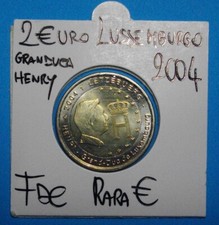 2 €URO LUSSEMBURGO
GRANDUCA
HENRY
2004
FDC RARA €